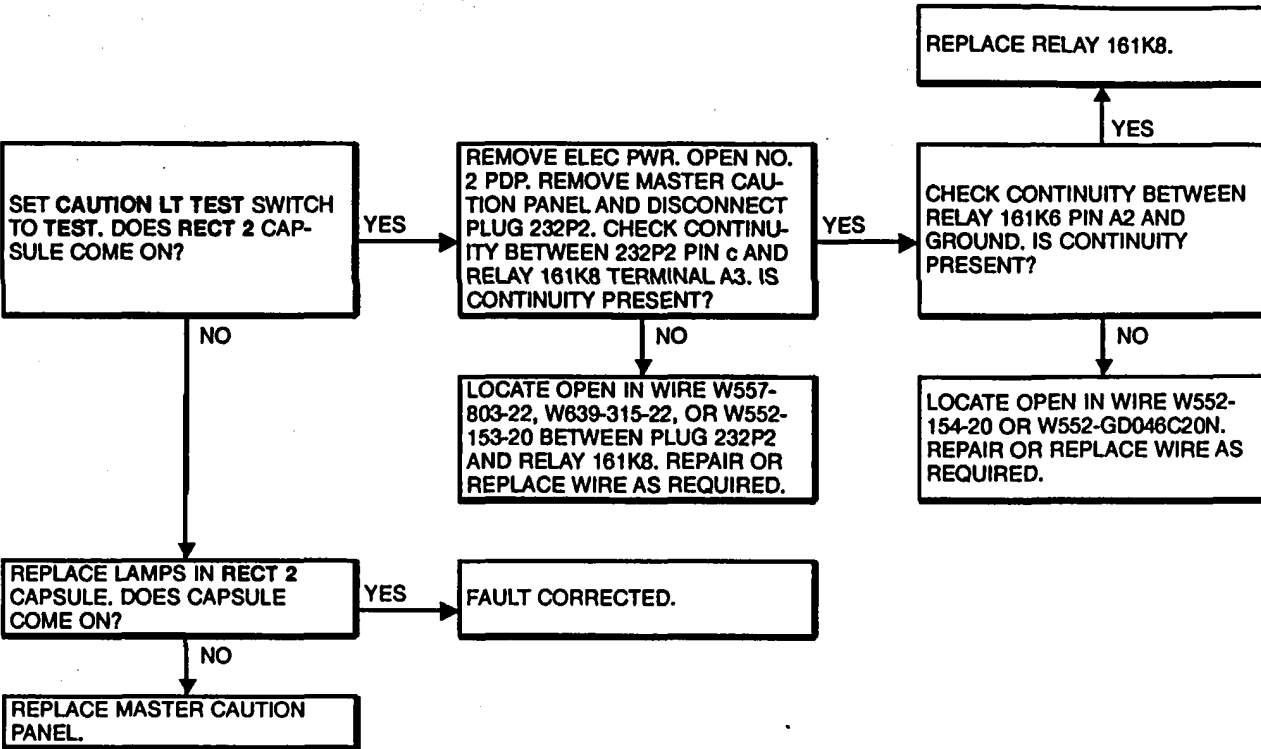 REPLACE RELAY 161K8.
YES
SET CAUTION LT TEST SWITCH
TO TEST. DOES RECT 2 CAP-
SULE COME ON?
YES
REMOVE ELEC PWR. OPEN NO.
2 PDP. REMOVE MASTER CAU-
TION PANEL AND DISCONNECT
PLUG 232P2. CHECK CONTINU-
ITY BETWEEN 232P2 PIN c AND
RELAY 161K8 TERMINAL A3. IS
CONTINUITY PRESENT?
YES
CHECK CONTINUITY BETWEEN
RELAY 161K6 PIN A2 AND
GROUND. IS CONTINUITY
PRESENT?
NO
NO
NO
LOCATE OPEN IN WIRE W557-
803-22, W639-315-22, OR W552-
153-20 BETWEEN PLUG 232P2
AND RELAY 161K8. REPAIR OR
REPLACE WIRE AS REQUIRED.
LOCATE OPEN IN WIRE W552-
154-20 OR W552-GD046C20N.
REPAIR OR REPLACE WIRE AS
REQUIRED.
REPLACE LAMPS IN RECT 2
CAPSULE. DOES CAPSULE
COME ON?
YES
FAULT CORRECTED.
NO
REPLACE MASTER CAUTION
PANEL.